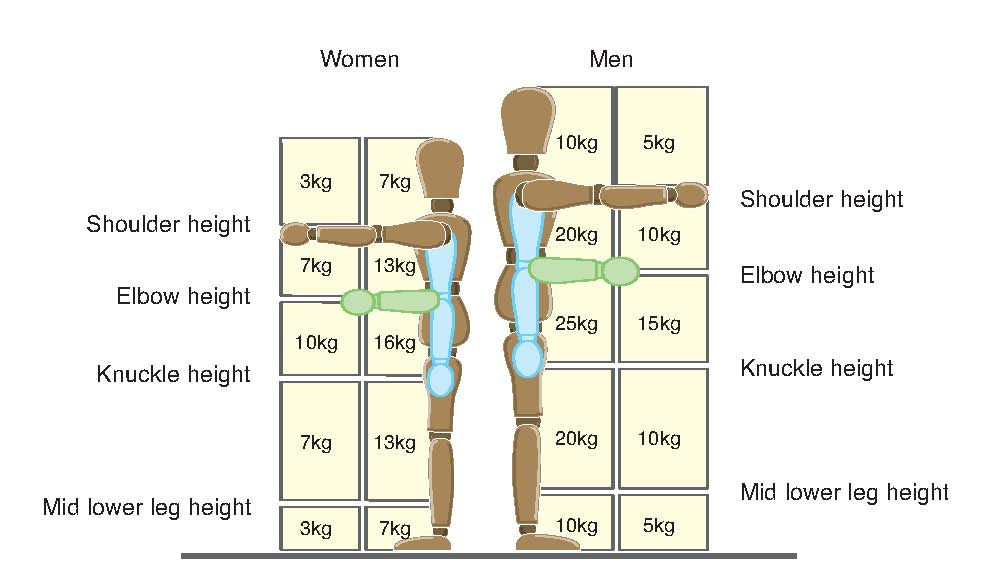 Women
Men
10kg 5kg
3kg 7kg
Shoulder height
Shoulder height
20kg 10kg
7kg 13kg
Elbow height
Elbow height
25kg 15kg
10kg 16kg
Knuckle height
Knuckle height
7kg 13kg
20kg 10kg
Mid lower leg height
Mid lower leg height
3kg 7kg
10kg 5kg